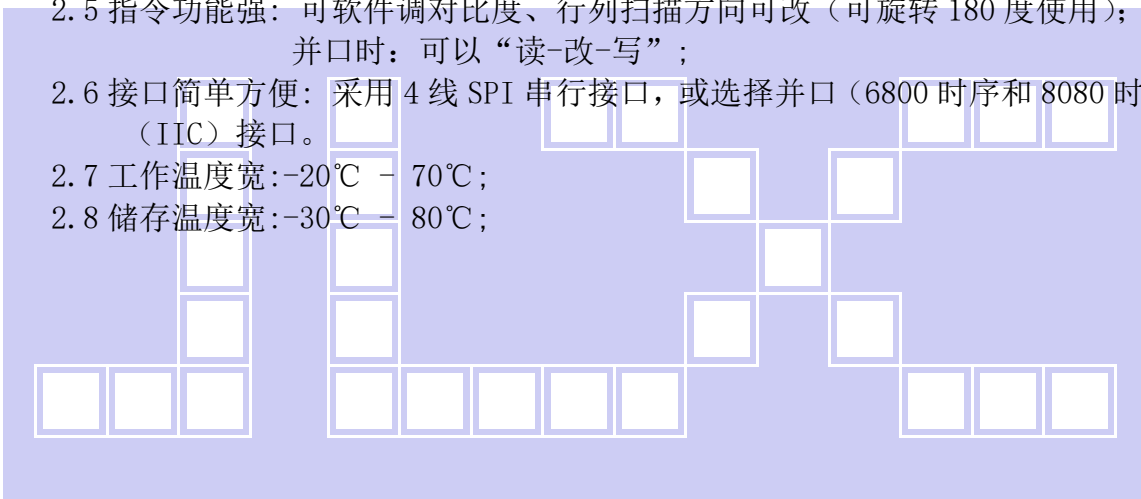 2.5 指令功能强: 可软件调对比度、行列扫描方向可改（可旋转 180 度使用);
并口时: 可以“读-改-写”;
2.6 接口简单方便: 采用 4 线 SPI 串行接口，或选择并口（6800 时序和 8080 时
（IIC）接口。
2.7 工作温度宽:-20℃ - 70℃;
2.8 储存温度宽:-30℃ - 80℃;